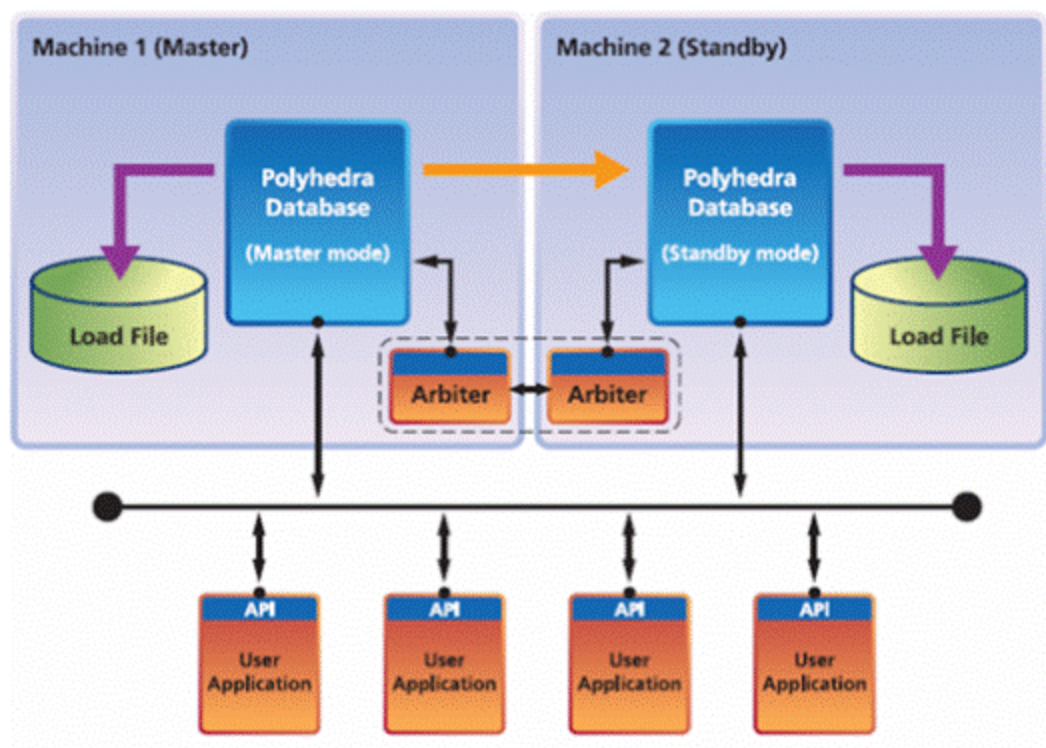 Machine 1 (Master)
Machine 2 (Standby)
Polyhedra
Database
(Master mode)
Polyhedra
Database
(Standby mode)
Load File
Load File
Arbiter
Arbiter
API
User
Application
API
User
Application
API
User
Application
API
User
Application